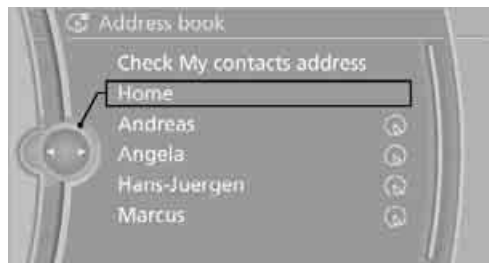 Address book
Check My contacts address
Home
Andreas
Angela
Hans-Juergen
Marcus